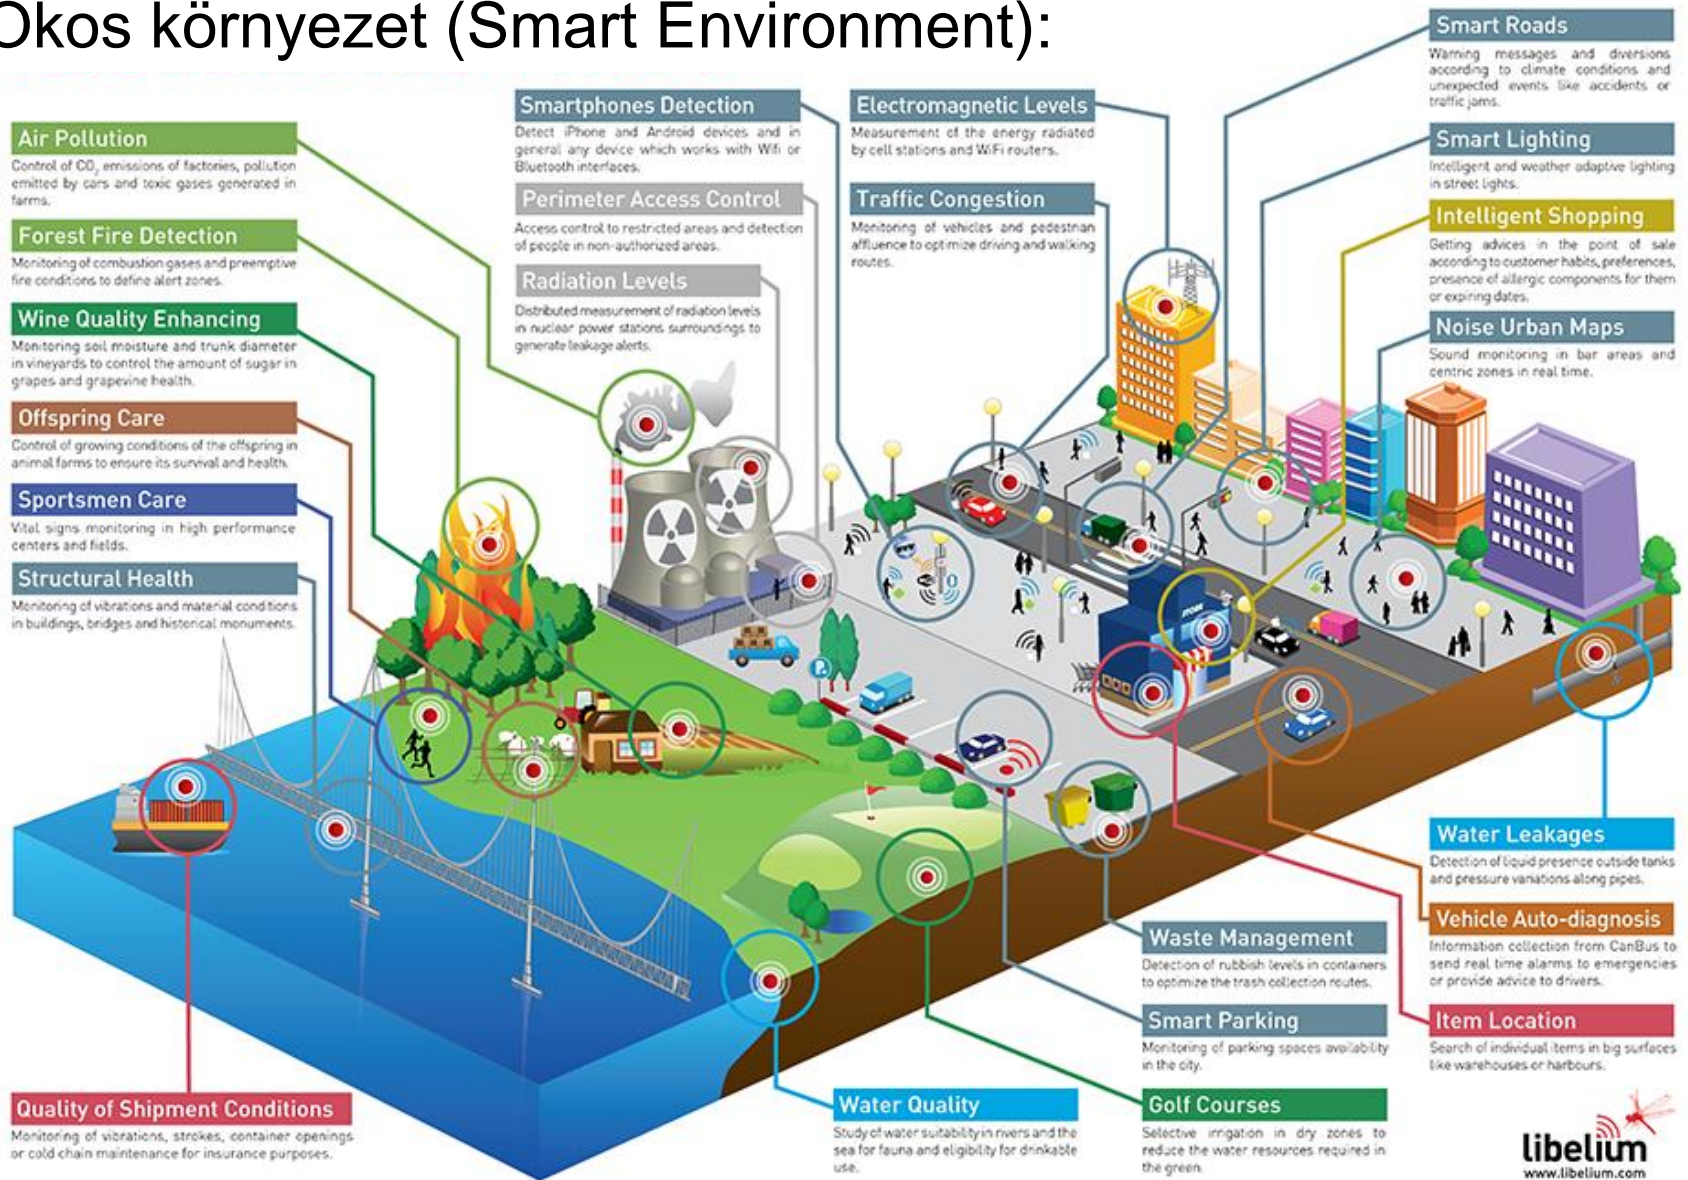 Okos környezet (Smart Environment):
Air Pollution
Control of CO₂ emissions of factories, pollution
emitted by cars and toxic gases generated in
farms.
Forest Fire Detection
Monitoring of combustion gases and preemptive
fire conditions to define alert zones.
Wine Quality Enhancing
Monitoring soil moisture and trunk diameter
in vineyards to control the amount of sugar in
grapes and grapevine health.
Offspring Care
Control of growing conditions of the offspring in
animal farms to ensure its survival and health.
Sportsmen Care
Vital signs monitoring in high performance
centers and fields.
Structural Health
Monitoring of vibrations and material conditions
in buildings, bridges and historical monuments.
Quality of Shipment Conditions
Monitoring of vibrations, strokes, container openings
or cold chain maintenance for insurance purposes.
Smartphones Detection
Detect iPhone and Android devices and in
general any device which works with Wifi or
Bluetooth interfaces.
Perimeter Access Control
Access control to restricted areas and detection
of people in non-authorized areas.
Radiation Levels
Distributed measurement of radiation levels
in nuclear power stations surroundings to
generate leakage alerts.
Electromagnetic Levels
Measurement of the energy radiated
by cell stations and WiFi routers.
Traffic Congestion
Monitoring of vehicles and pedestrian
affluence to optimize driving and walking
routes.
Smart Roads
Warning messages and diversions
according to climate conditions and
unexpected events like accidents or
traffic jams.
Smart Lighting
Intelligent and weather adaptive lighting
in street lights.
Intelligent Shopping
Getting advices in the point of sale
according to customer habits, preferences,
presence of allergic components for them
or expiring dates.
Noise Urban Maps
Sound monitoring in bar areas and
centric zones in real time.
STORE
P
Water Leakages
Detection of liquid presence outside tanks
and pressure variations along pipes.
Vehicle Auto-diagnosis
Information collection from CanBus to
send real time alarms to emergencies
or provide advice to drivers.
Item Location
Search of individual items in big surfaces
like warehouses or harbours.
Waste Management
Detection of rubbish levels in containers
to optimize the trash collection routes.
Smart Parking
Monitoring of parking spaces availability
in the city.
Golf Courses
Selective irrigation in dry zones to
reduce the water resources required in
the green.
Water Quality
Study of water suitability in rivers and the
sea for fauna and eligibility for drinkable
use.
libelium
www.libelium.com